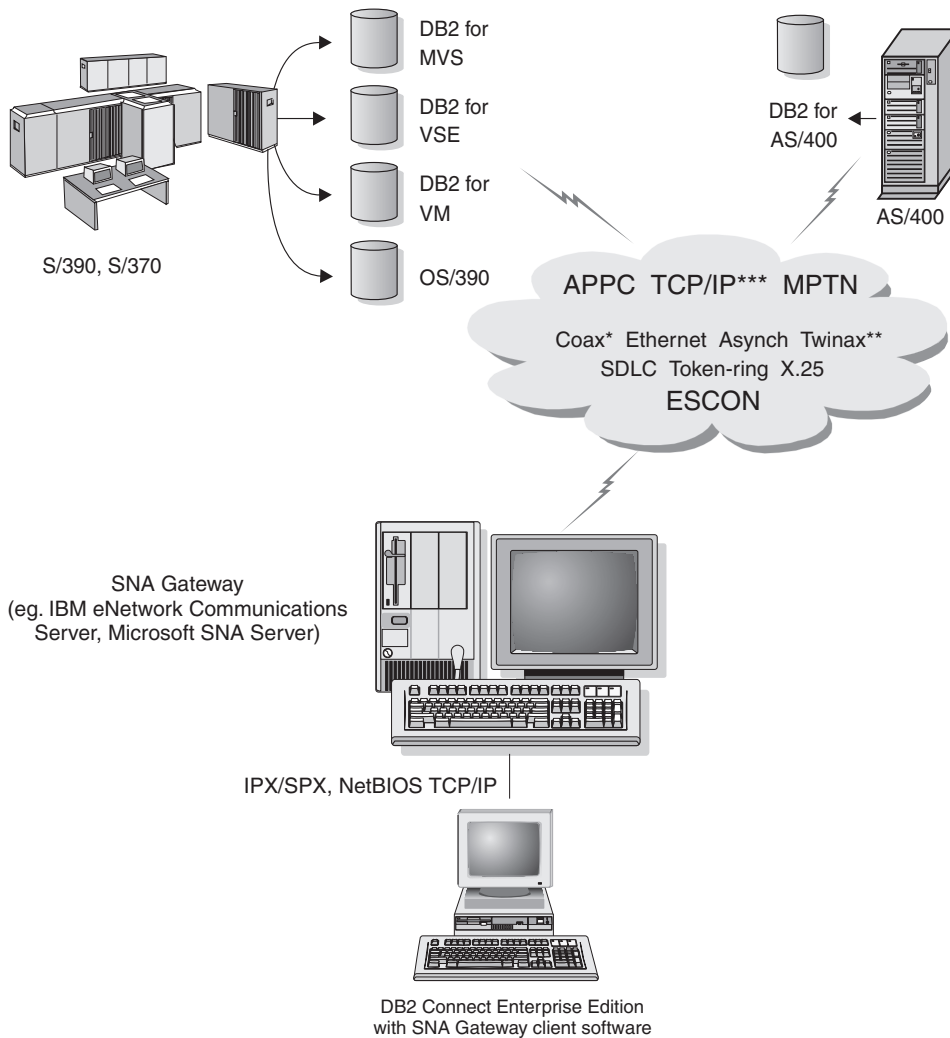 DB2 for
MVS
DB2 for
VSE
DB2 for
VM
OS/390
S/390, S/370
DB2 for
AS/400
AS/400
APPC TCP/IP*** MPTN
Coax* Ethernet Asynch Twinax**
SDLC Token-ring X.25
ESCON
SNA Gateway
(eg. IBM eNetwork Communications
Server, Microsoft SNA Server)
IPX/SPX, NetBIOS TCP/IP
DB2 Connect Enterprise Edition
with SNA Gateway client software